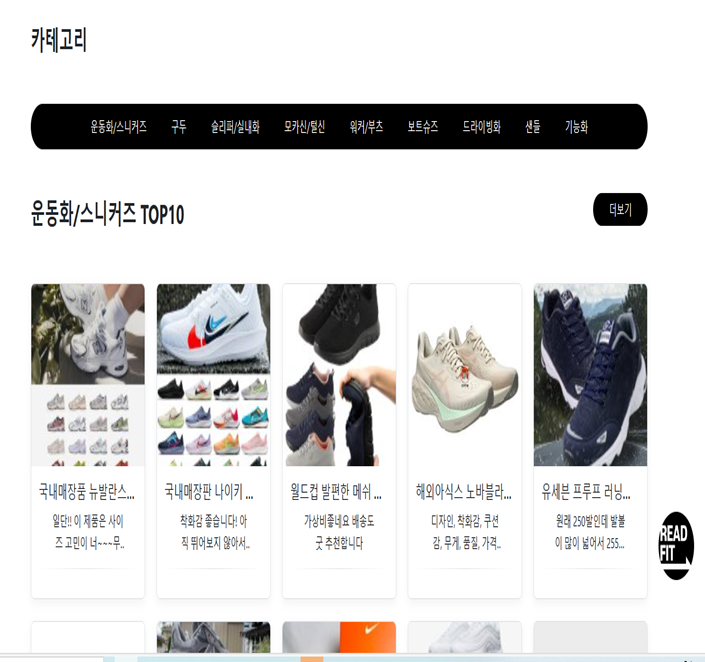 카테고리
운동화/스니커즈 구두 슬리퍼/실내화 모카신/털신 워커/부츠 보트슈즈 드라이빙화 샌들 기능화
운동화/스니커즈 TOP10
더보기
국내매장품 뉴발란스...
일단!! 이 제품은 사이
즈 고민이 너~~~무..
국내매장판 나이키 ...
착화감 좋습니다! 아
직 뛰어보지 않아서..
월드컵 발편한 메쉬 ...
가상비좋네요 배송도
굿 추천합니다
해외아식스 노바블라...
디자인, 착화감, 쿠션
감, 무게, 품질, 가격..
유세븐 프루프 러닝...
원래 250발인데 발볼
이 많이 넓어서 255...
READ
FIT